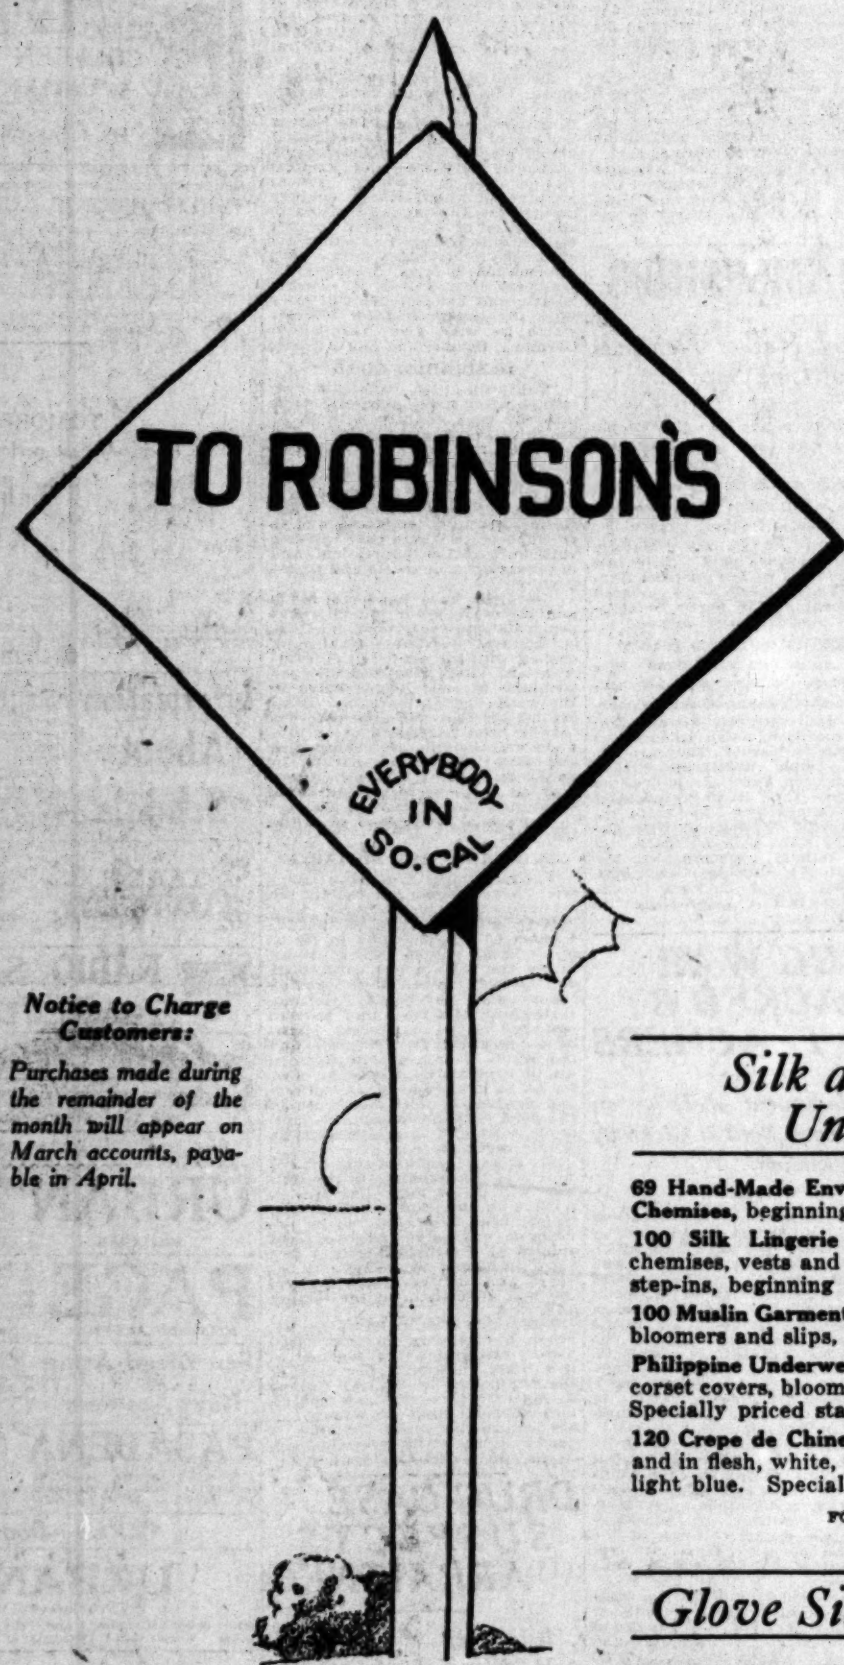 TO ROBINSON'S
EVERYBODY
IN
SO. CAL
Notice to Charge
Customers:
Purchases made during
the remainder of the
month will appear on
March accounts, paya-
ble in April.
Silk
Un
69 Hand-Made Env
Chemises, beginning
100 Silk Lingerie
chemises, vests and
step-ins, beginning
100 Muslin Garment
bloomers and slips,
Philippine Underwe
corset covers, bloom
Specially priced sta
120 Crepe de Chine
and in flesh, white,
light blue. Special
Glove Si